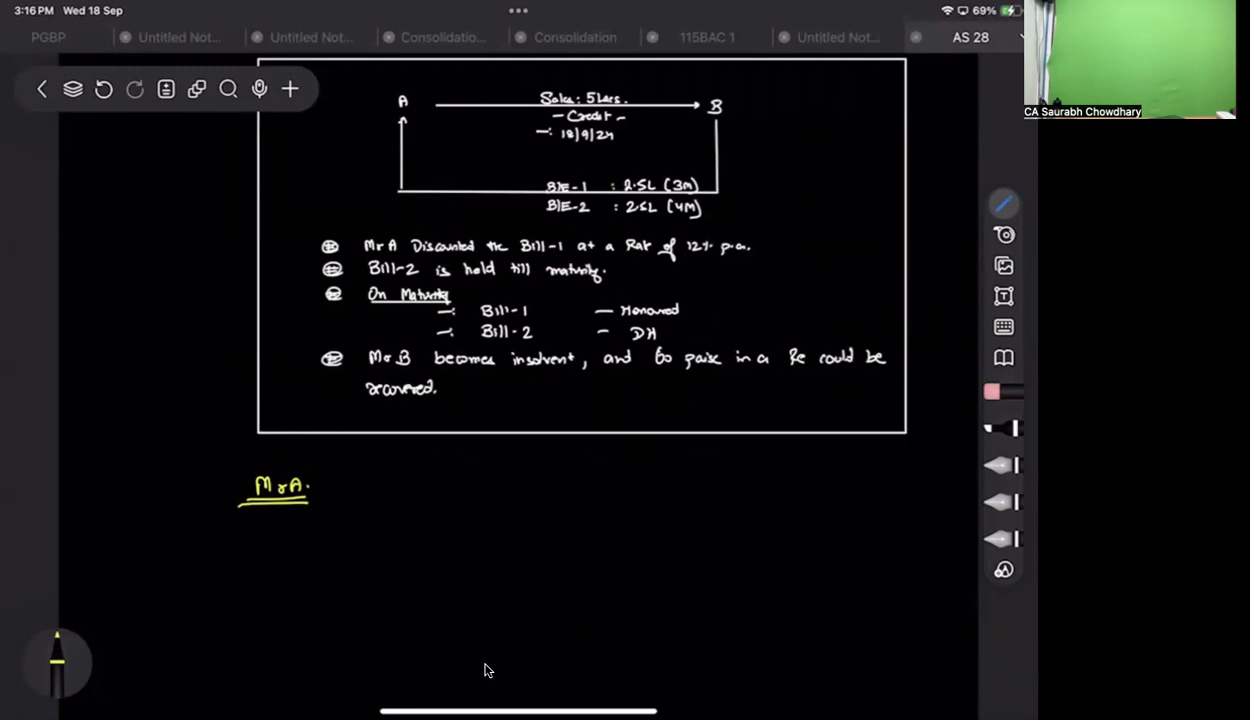 3:16 PM Wed 18 Sep
69%
PGBP
Untitled Not...
Untitled Not...
Consolidatio...
Consolidation
115BAC 1
Untitled Not...
AS 28
CA Saurabh Chowdhary
A Sales: 5 Lacs. B
- Credit -
—: 18/9/24
B/E-1 : 2.5L (3M)
B/E-2 : 2.5L (4M)
Mr A Discounted the Bill-1 at a Rat of 12% p.a.
Bill-2 is held till maturity.
On Maturity
—: Bill-1 — Honoured
—: Bill-2 — DH
Mr B becomes insolvent, and 60 paise in a Re could be
recovered.
Mr A.